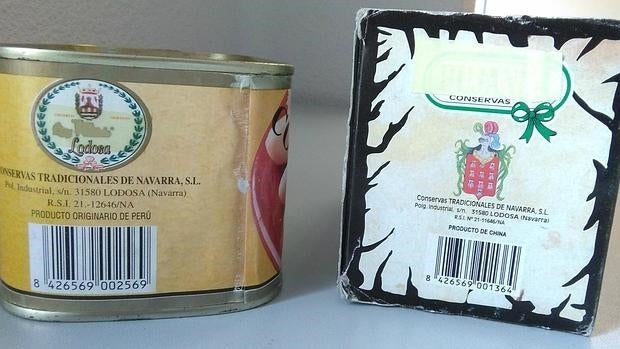 Lodosa
CONSERVAS TRADICIONALES DE NAVARRA, S.L.
Pol. Industrial, s/n. 31580 LODOSA (Navarra)
R.S.I. 21.-12646/NA
PRODUCTO ORIGINARIO DE PERÚ
8 426569 002569
CONSERVAS
Conservas TRADICIONALES DE NAVARRA, S.L.
Polg. Industrial, s/n. 31580 LODOSA (Navarra)
R.S.I. Nº 21-11646/NA
PRODUCTO DE CHINA
8 426569 001364